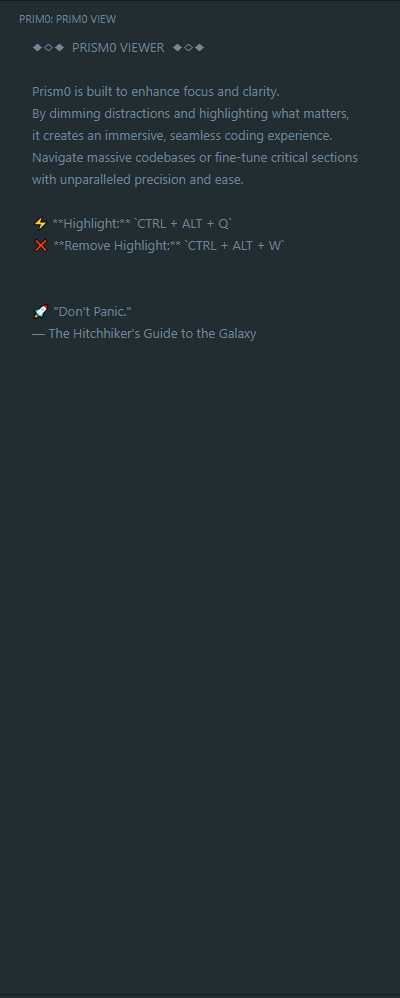 PRIM0: PRIM0 VIEW
◆◇◆ PRISM0 VIEWER ◆◇◆
Prism0 is built to enhance focus and clarity.
By dimming distractions and highlighting what matters,
it creates an immersive, seamless coding experience.
Navigate massive codebases or fine-tune critical sections
with unparalleled precision and ease.
⚡ **Highlight:** `CTRL + ALT + Q`
❌ **Remove Highlight:** `CTRL + ALT + W`
🚀 "Don't Panic."
— The Hitchhiker's Guide to the Galaxy